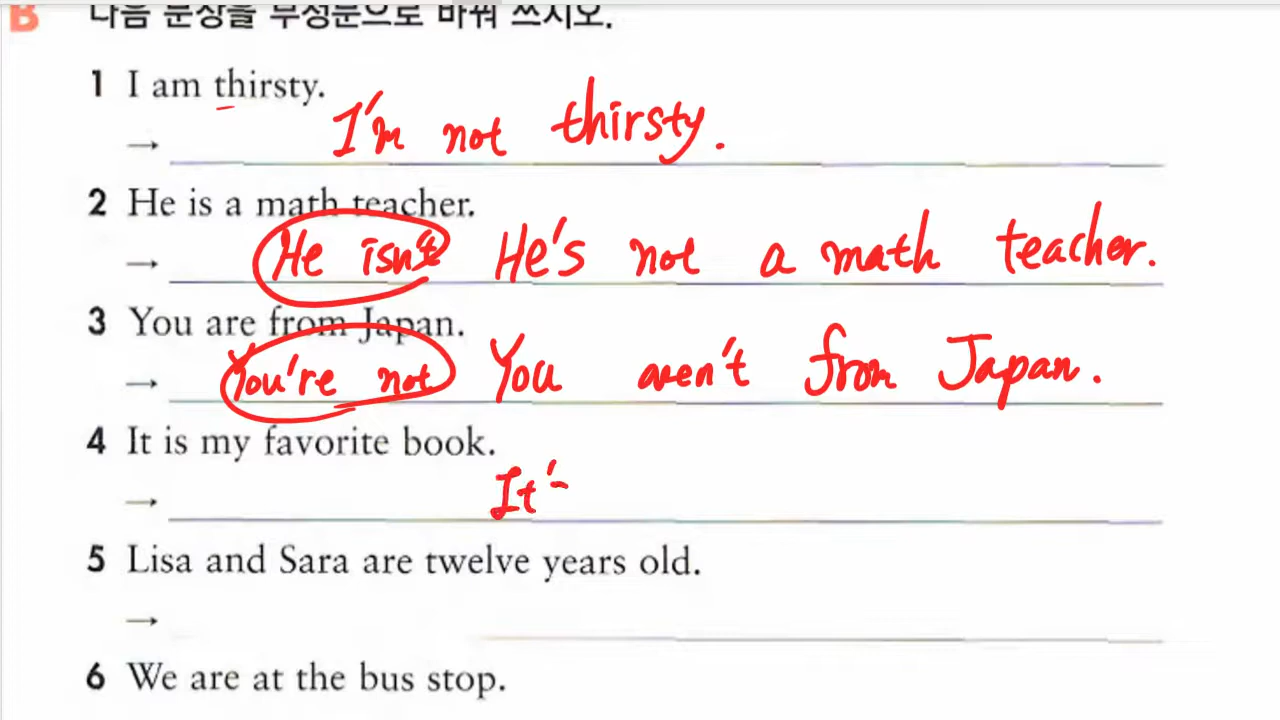 B 다음 문장을 부정문으로 바꿔 쓰시오.
1 I am thirsty.
→ I'm not thirsty.
2 He is a math teacher.
→ He isn't He's not a math teacher.
3 You are from Japan.
→ You're not You aren't from Japan.
4 It is my favorite book.
→ It'
5 Lisa and Sara are twelve years old.
→
6 We are at the bus stop.